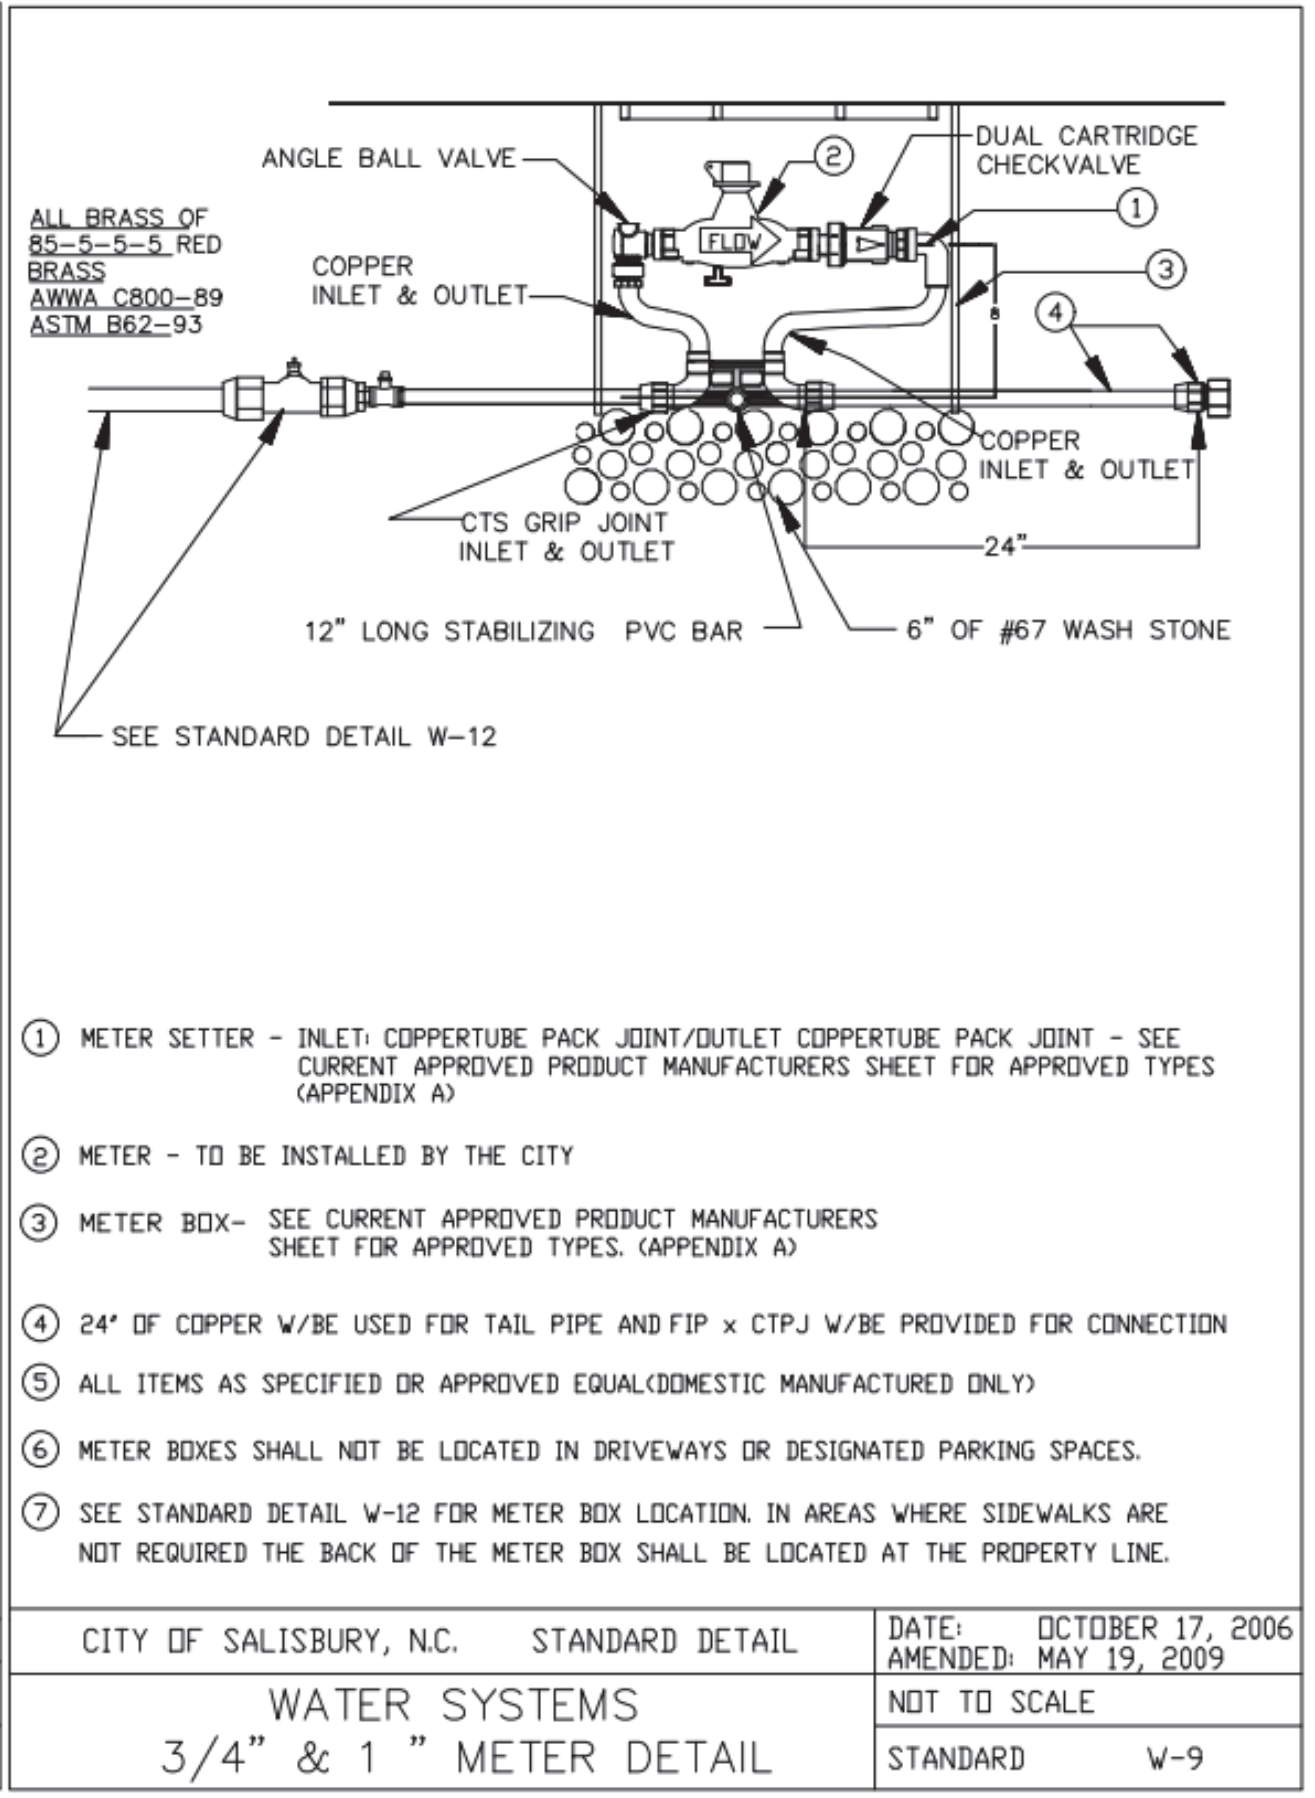 ANGLE BALL VALVE
2
DUAL CARTRIDGE
CHECKVALVE
1
ALL BRASS OF
85-5-5-5 RED
BRASS
AWWA C800-89
ASTM B62-93
FLOW
COPPER
INLET & OUTLET
3
8
4
COPPER
INLET & OUTLET
CTS GRIP JOINT
INLET & OUTLET
24"
12" LONG STABILIZING PVC BAR
6" OF #67 WASH STONE
SEE STANDARD DETAIL W-12
1 METER SETTER - INLET: COPPERTUBE PACK JOINT/OUTLET COPPERTUBE PACK JOINT - SEE
CURRENT APPROVED PRODUCT MANUFACTURERS SHEET FOR APPROVED TYPES
(APPENDIX A)
2 METER - TO BE INSTALLED BY THE CITY
3 METER BOX- SEE CURRENT APPROVED PRODUCT MANUFACTURERS
SHEET FOR APPROVED TYPES. (APPENDIX A)
4 24" OF COPPER W/BE USED FOR TAIL PIPE AND FIP x CTPJ W/BE PROVIDED FOR CONNECTION
5 ALL ITEMS AS SPECIFIED OR APPROVED EQUAL(DOMESTIC MANUFACTURED ONLY)
6 METER BOXES SHALL NOT BE LOCATED IN DRIVEWAYS OR DESIGNATED PARKING SPACES.
7 SEE STANDARD DETAIL W-12 FOR METER BOX LOCATION. IN AREAS WHERE SIDEWALKS ARE
NOT REQUIRED THE BACK OF THE METER BOX SHALL BE LOCATED AT THE PROPERTY LINE.
CITY OF SALISBURY, N.C. STANDARD DETAIL
DATE: OCTOBER 17, 2006
AMENDED: MAY 19, 2009
WATER SYSTEMS
3/4" & 1 " METER DETAIL
NOT TO SCALE
STANDARD W-9